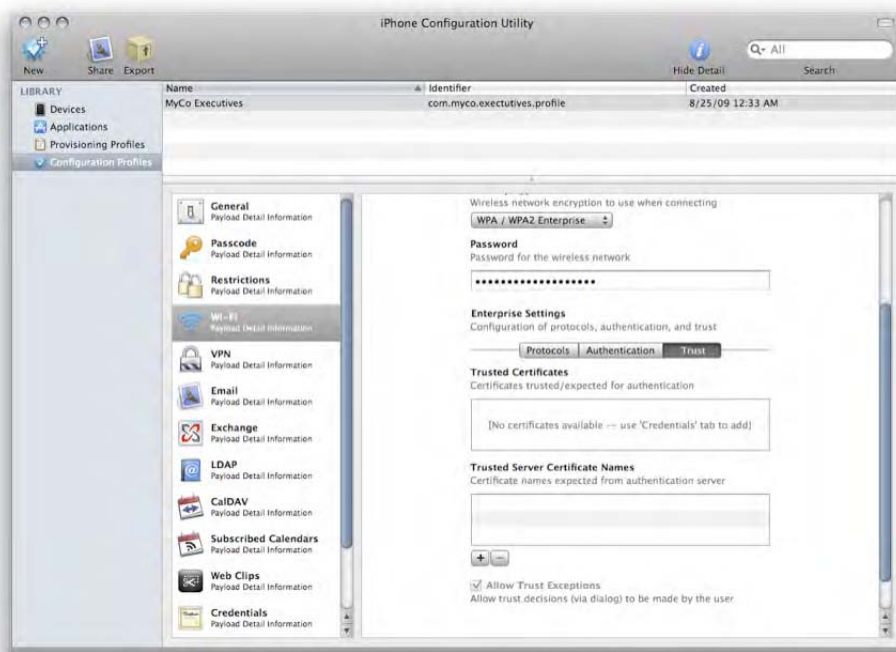 iPhone Configuration Utility
New
Share
Export
Hide Detail
All
Search
LIBRARY
Devices
Applications
Provisioning Profiles
Configuration Profiles
Name
Identifier
Created
MyCo Executives
com.myco.exectutives.profile
8/25/09 12:33 AM
General
Payload Detail Information
Passcode
Payload Detail Information
Restrictions
Payload Detail Information
Wi-Fi
Payload Detail Information
VPN
Payload Detail Information
Email
Payload Detail Information
Exchange
Payload Detail Information
LDAP
Payload Detail Information
CalDAV
Payload Detail Information
Subscribed Calendars
Payload Detail Information
Web Clips
Payload Detail Information
Credentials
Payload Detail Information
Wireless network encryption to use when connecting
WPA / WPA2 Enterprise
Password
Password for the wireless network
•••••••••••••••••••
Enterprise Settings
Configuration of protocols, authentication, and trust
Protocols
Authentication
Trust
Trusted Certificates
Certificates trusted/expected for authentication
[No certificates available -- use 'Credentials' tab to add]
Trusted Server Certificate Names
Certificate names expected from authentication server
+ −
Allow Trust Exceptions
Allow trust decisions (via dialog) to be made by the user